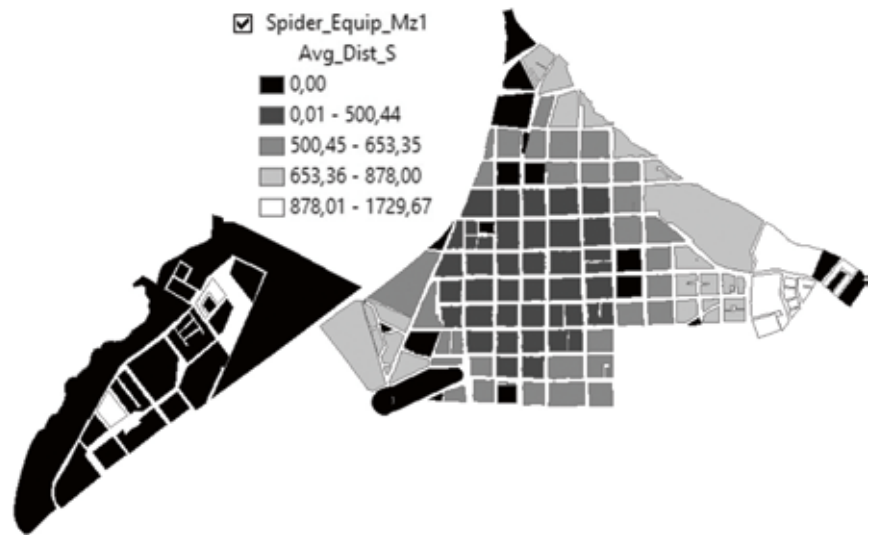 Spider_Equip_Mz1
Avg_Dist_S
0,00
0,01 - 500,44
500,45 - 653,35
653,36 - 878,00
878,01 - 1729,67